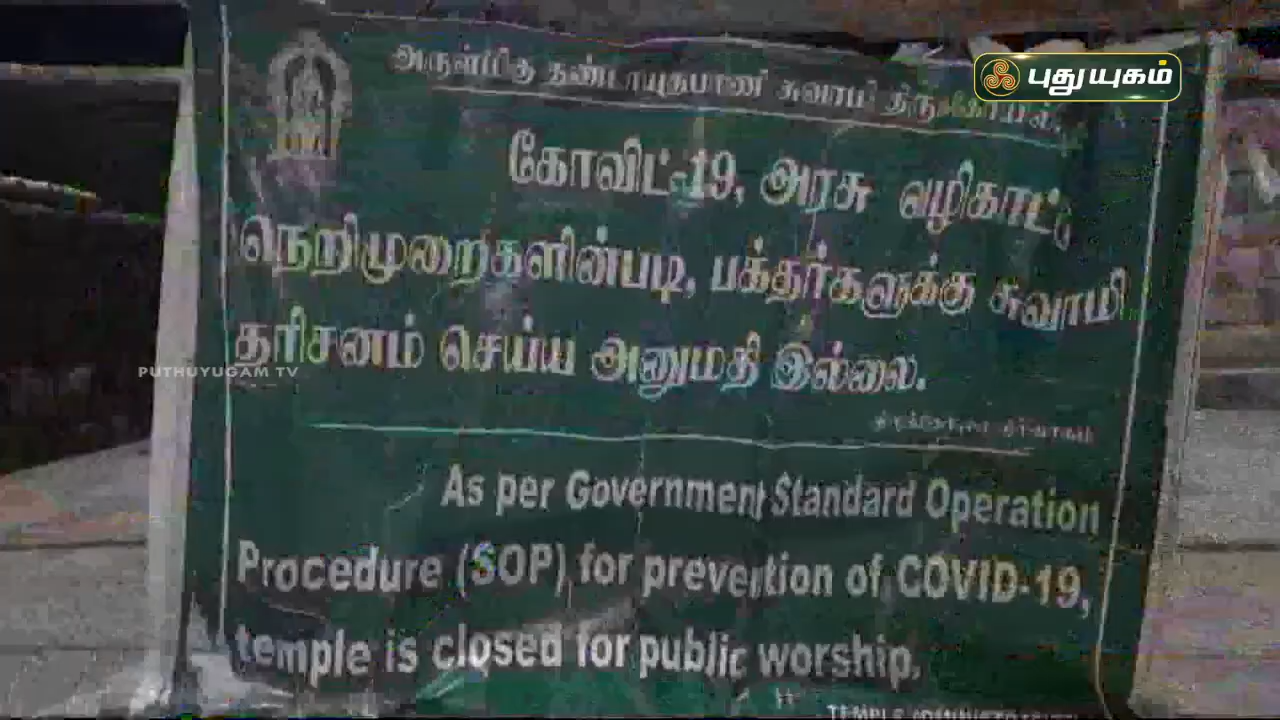 அருள்மிகு தண்டாயுதபாணி சுவாமி திருக்கோயில்,
புதுயுகம்
கோவிட்-19, அரசு வழிகாட்டு
நெறிமுறைகளின்படி, பக்தர்களுக்கு சுவாமி
தரிசனம் செய்ய அனுமதி இல்லை.
PUTHUYUGAM TV
As per Government Standard Operation
Procedure (SOP) for prevention of COVID-19,
temple is closed for public worship.
TEMPLE